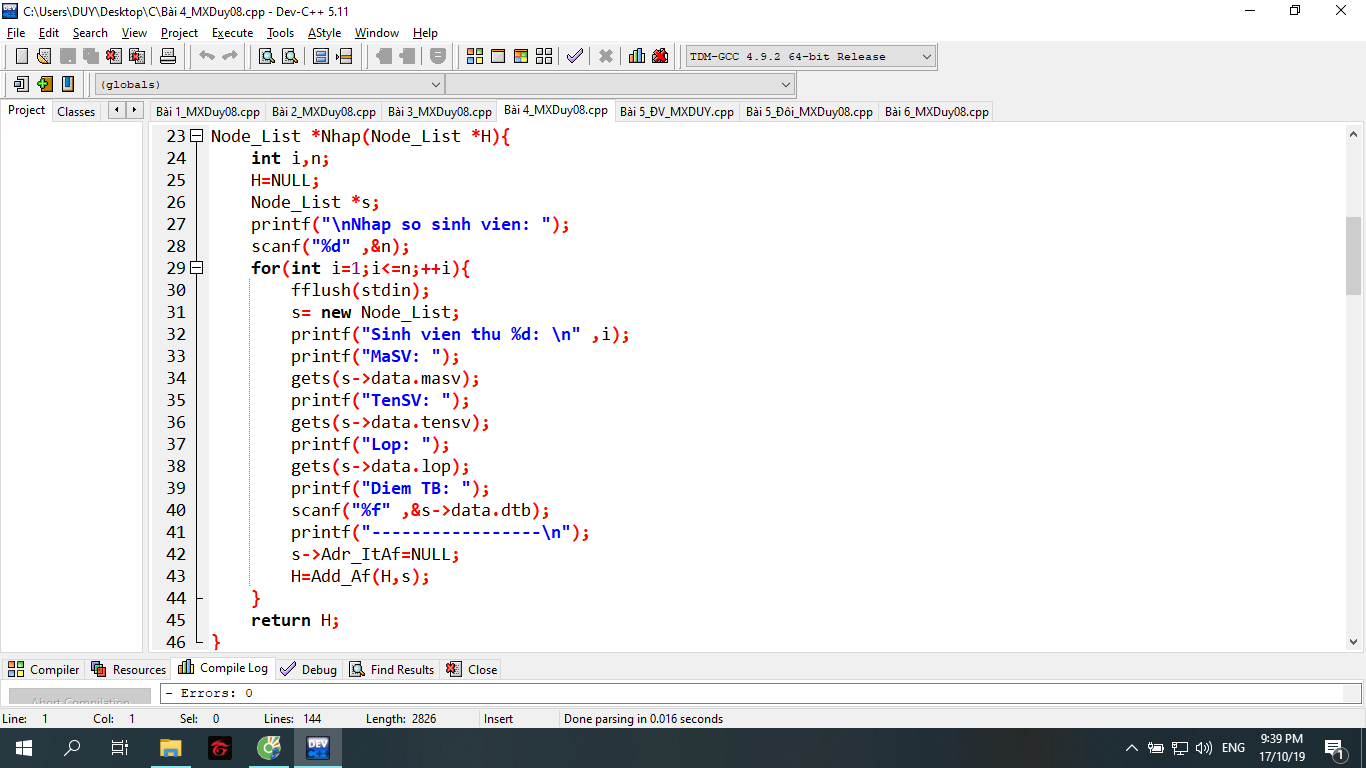 C:\Users\DUY\Desktop\C\Bài 4_MXDuy08.cpp - Dev-C++ 5.11
File Edit Search View Project Execute Tools AStyle Window Help
TDM-GCC 4.9.2 64-bit Release
(globals)
Project Classes Bài 1_MXDuy08.cpp Bài 2_MXDuy08.cpp Bài 3_MXDuy08.cpp Bài 4_MXDuy08.cpp Bài 5_ĐV_MXDUY.cpp Bài 5_Đôi_MXDuy08.cpp Bài 6_MXDuy08.cpp
23 Node_List *Nhap(Node_List *H){
24 int i,n;
25 H=NULL;
26 Node_List *s;
27 printf("\nNhap so sinh vien: ");
28 scanf("%d" ,&n);
29 for(int i=1;i<=n;++i){
30 fflush(stdin);
31 s= new Node_List;
32 printf("Sinh vien thu %d: \n" ,i);
33 printf("MaSV: ");
34 gets(s->data.masv);
35 printf("TenSV: ");
36 gets(s->data.tensv);
37 printf("Lop: ");
38 gets(s->data.lop);
39 printf("Diem TB: ");
40 scanf("%f" ,&s->data.dtb);
41 printf("-----------------\n");
42 s->Adr_ItAf=NULL;
43 H=Add_Af(H,s);
44 }
45 return H;
46 }
Compiler Resources Compile Log Debug Find Results Close
Abort Compilation - Errors: 0
Line: 1 Col: 1 Sel: 0 Lines: 144 Length: 2826 Insert Done parsing in 0.016 seconds
DEV
ENG
9:39 PM
17/10/19
1